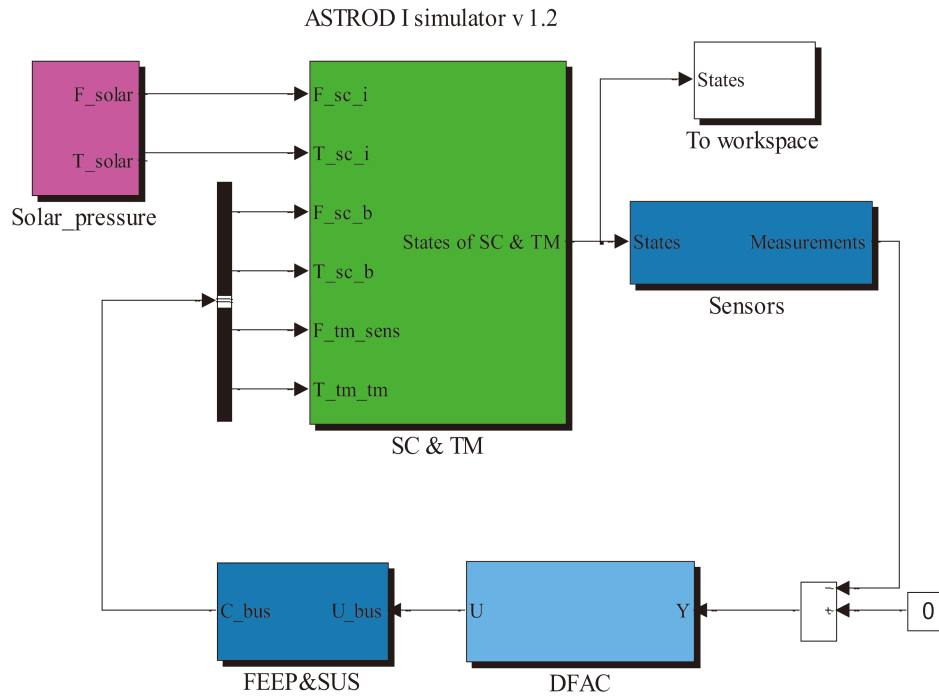 ASTROD I simulator v 1.2
F_solar
T_solar
Solar_pressure
F_sc_i
T_sc_i
F_sc_b
T_sc_b
F_tm_sens
T_tm_tm
States of SC & TM
SC & TM
States
To workspace
States
Measurements
Sensors
C_bus
U_bus
FEEP&SUS
U
Y
DFAC
−
+
0